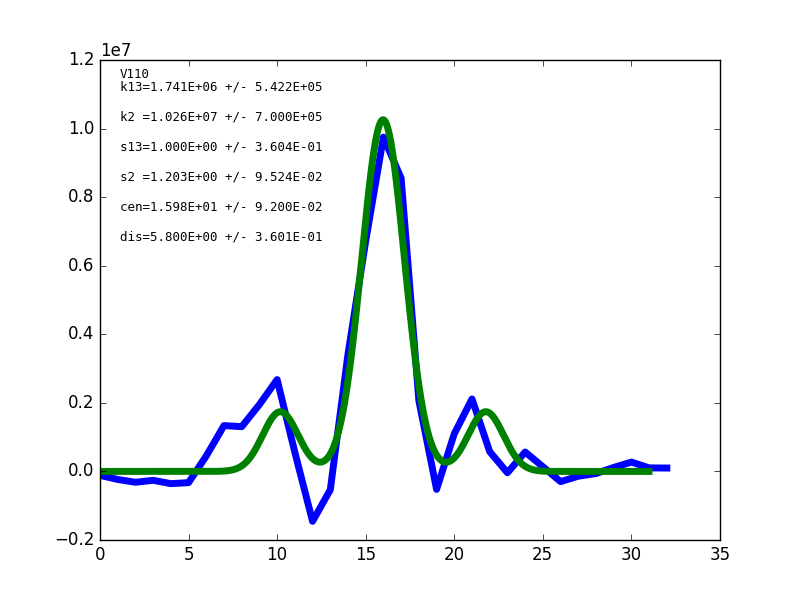 1e7
1.2
1.0
0.8
0.6
0.4
0.2
0.0
−0.2
V110
k13=1.741E+06 +/- 5.422E+05
k2 =1.026E+07 +/- 7.000E+05
s13=1.000E+00 +/- 3.604E-01
s2 =1.203E+00 +/- 9.524E-02
cen=1.598E+01 +/- 9.200E-02
dis=5.800E+00 +/- 3.601E-01
0 5 10 15 20 25 30 35